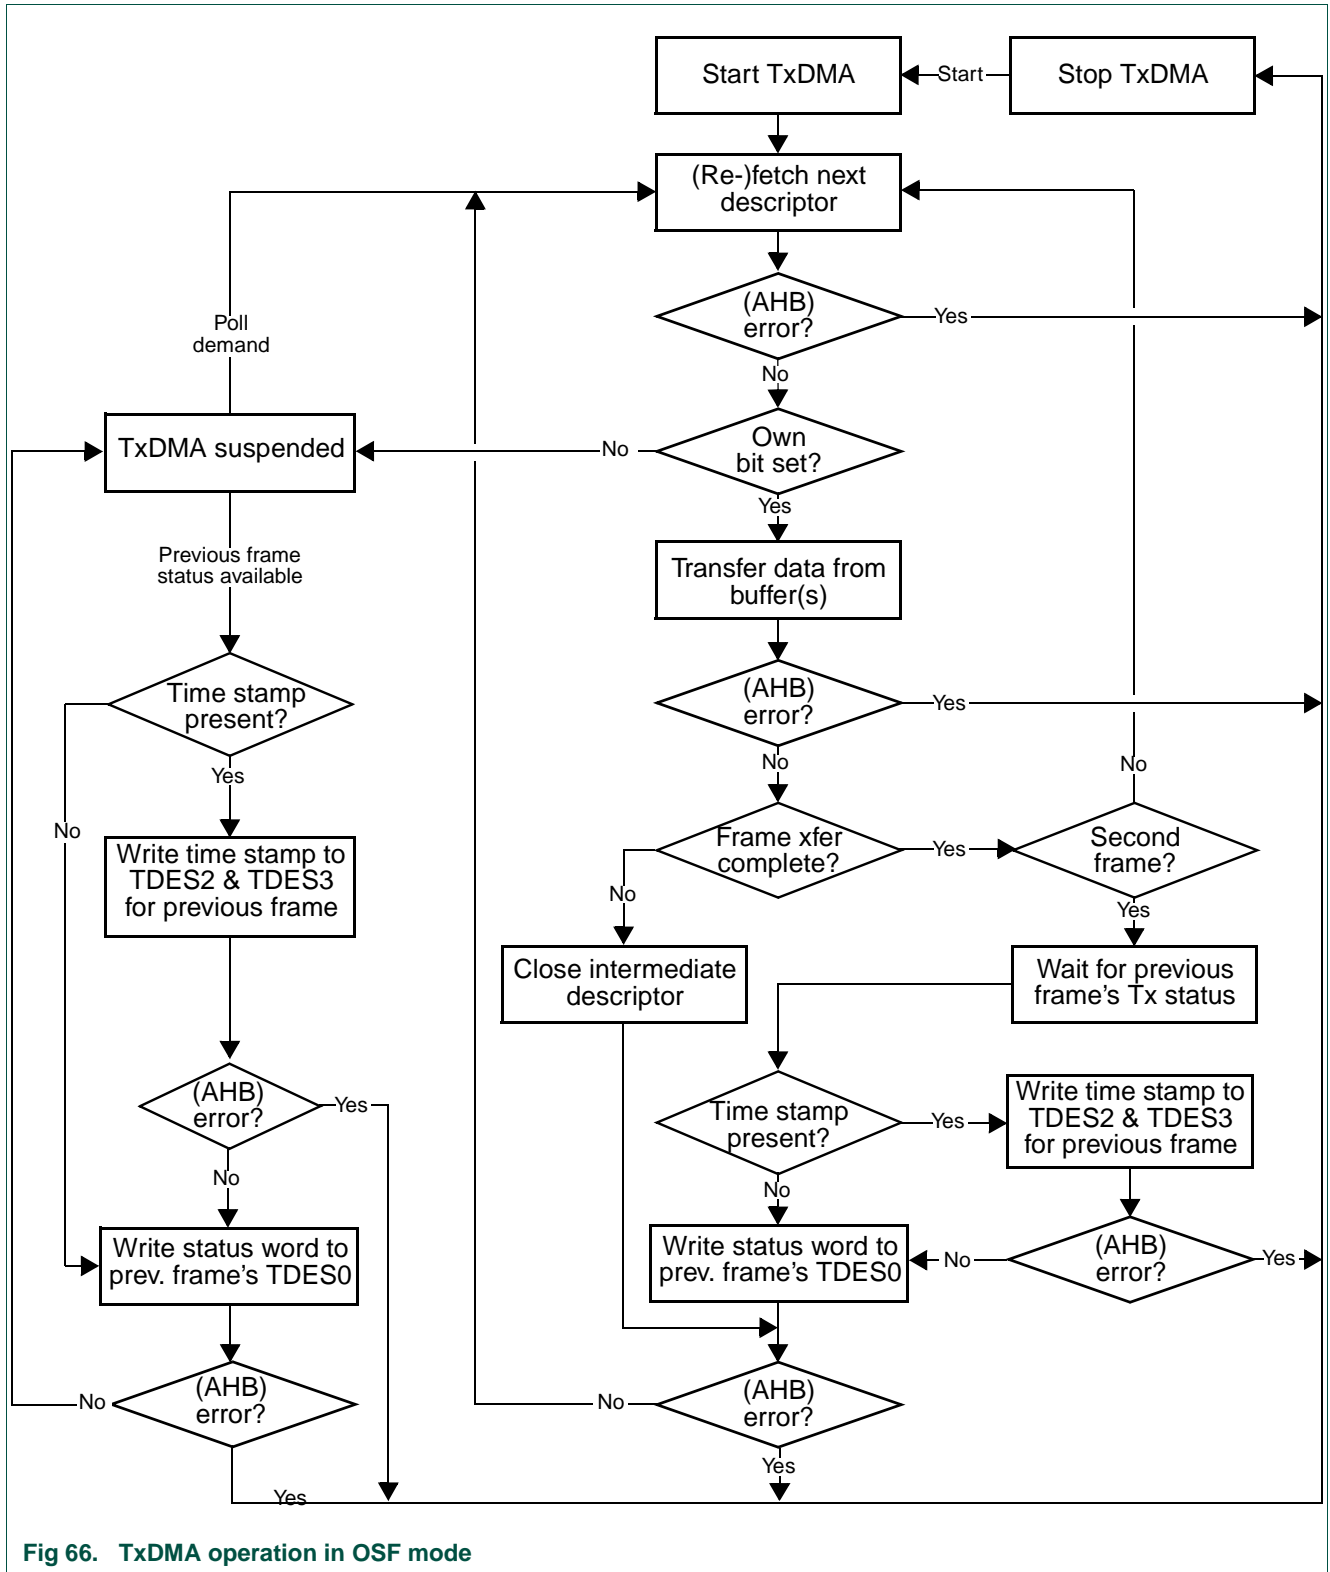 Start TxDMA
Start
Stop TxDMA
(Re-)fetch next
descriptor
(AHB)
error?
Yes
Poll
demand
No
TxDMA suspended
No
Own
bit set?
Yes
Previous frame
status available
Transfer data from
buffer(s)
Time stamp
present?
(AHB)
error?
Yes
Yes
No
No
No
Frame xfer
complete?
Yes
Second
frame?
Write time stamp to
TDES2 & TDES3
for previous frame
No
Yes
Close intermediate
descriptor
Wait for previous
frame's Tx status
(AHB)
error?
Yes
Time stamp
present?
Yes
Write time stamp to
TDES2 & TDES3
for previous frame
No
No
Write status word to
prev. frame's TDES0
Write status word to
prev. frame's TDES0
No
(AHB)
error?
Yes
No
(AHB)
error?
No
(AHB)
error?
Yes
Yes
Fig 66. TxDMA operation in OSF mode